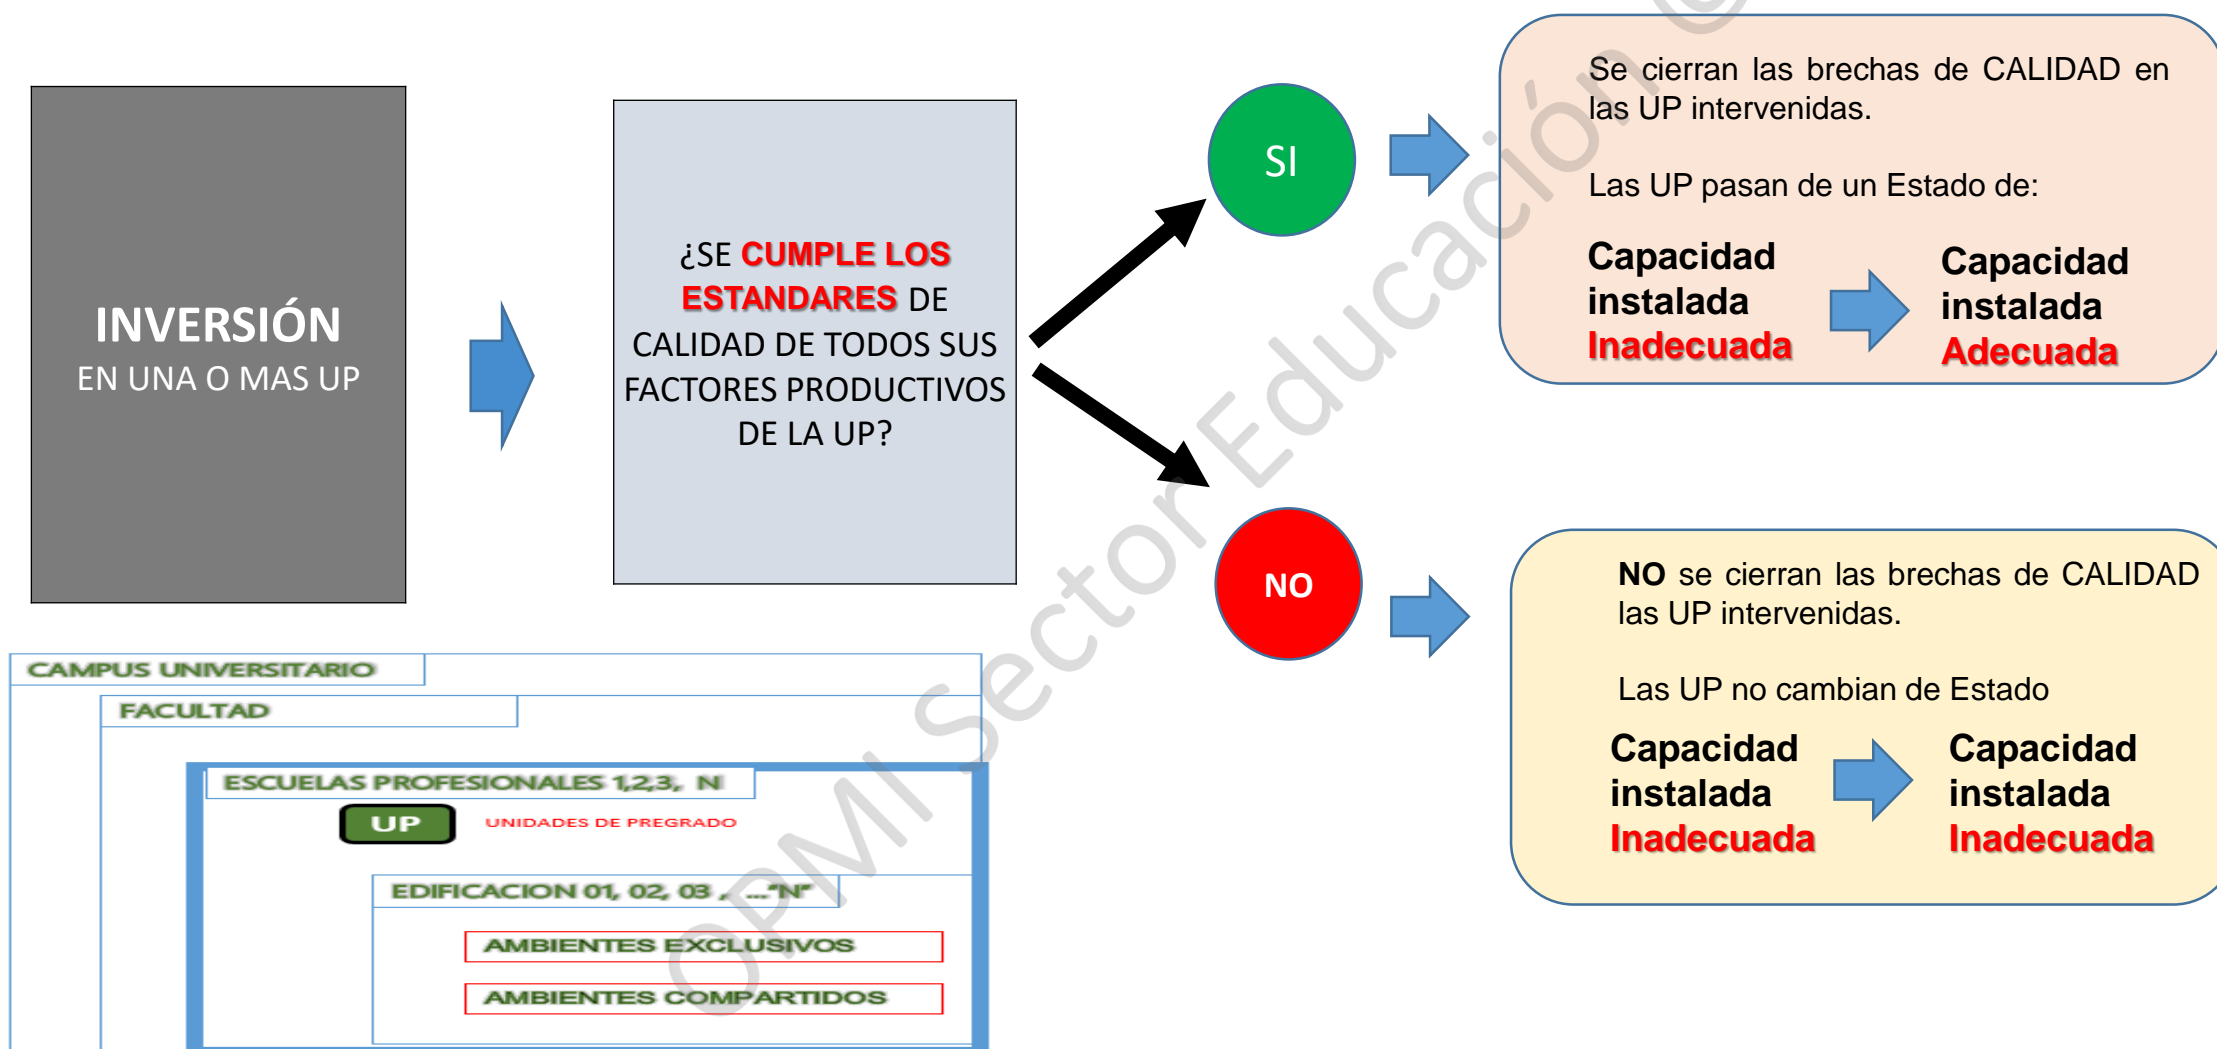 INVERSIÓN
EN UNA O MAS UP
¿SE CUMPLE LOS
ESTANDARES DE
CALIDAD DE TODOS SUS
FACTORES PRODUCTIVOS
DE LA UP?
SI
Se cierran las brechas de CALIDAD en
las UP intervenidas.
Las UP pasan de un Estado de:
Capacidad
instalada
Inadecuada
Capacidad
instalada
Adecuada
NO
NO se cierran las brechas de CALIDAD
las UP intervenidas.
Las UP no cambian de Estado
Capacidad
instalada
Inadecuada
Capacidad
instalada
Inadecuada
CAMPUS UNIVERSITARIO
FACULTAD
ESCUELAS PROFESIONALES 1,2,3, N
UP
UNIDADES DE PREGRADO
EDIFICACION 01, 02, 03 , ..."N"
AMBIENTES EXCLUSIVOS
AMBIENTES COMPARTIDOS
OPMI Sector Educación @